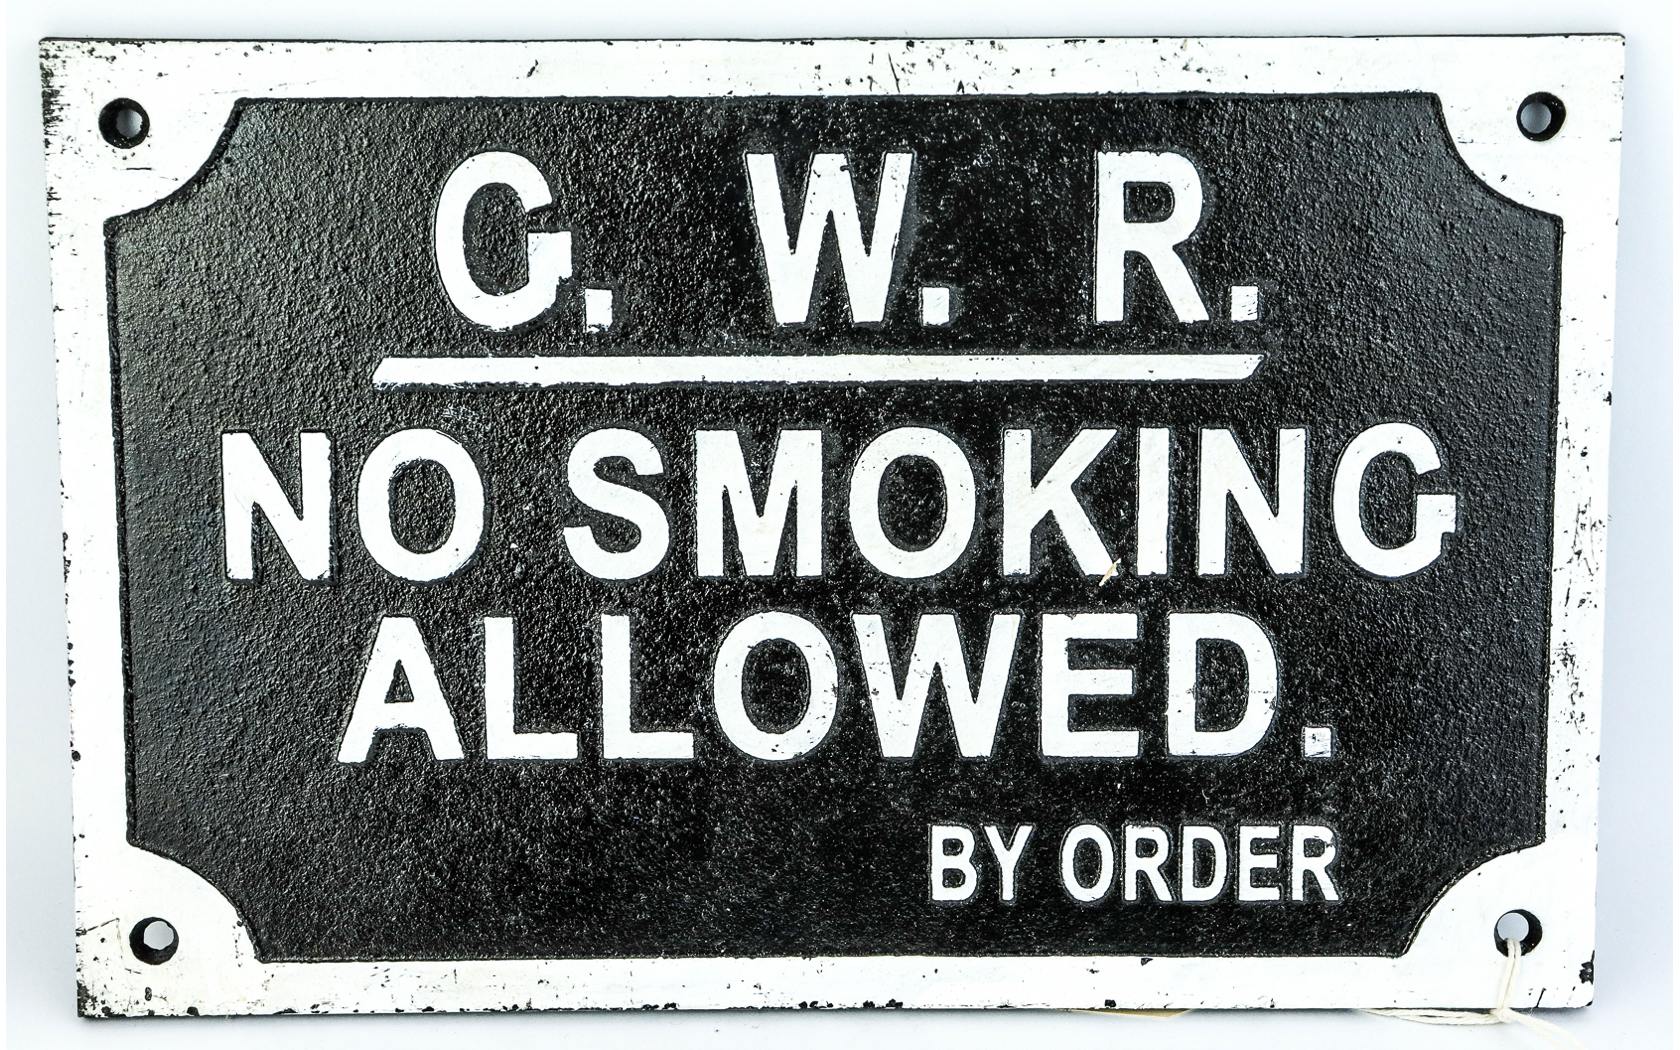 G. W. R.
NO SMOKING
ALLOWED.
BY ORDER